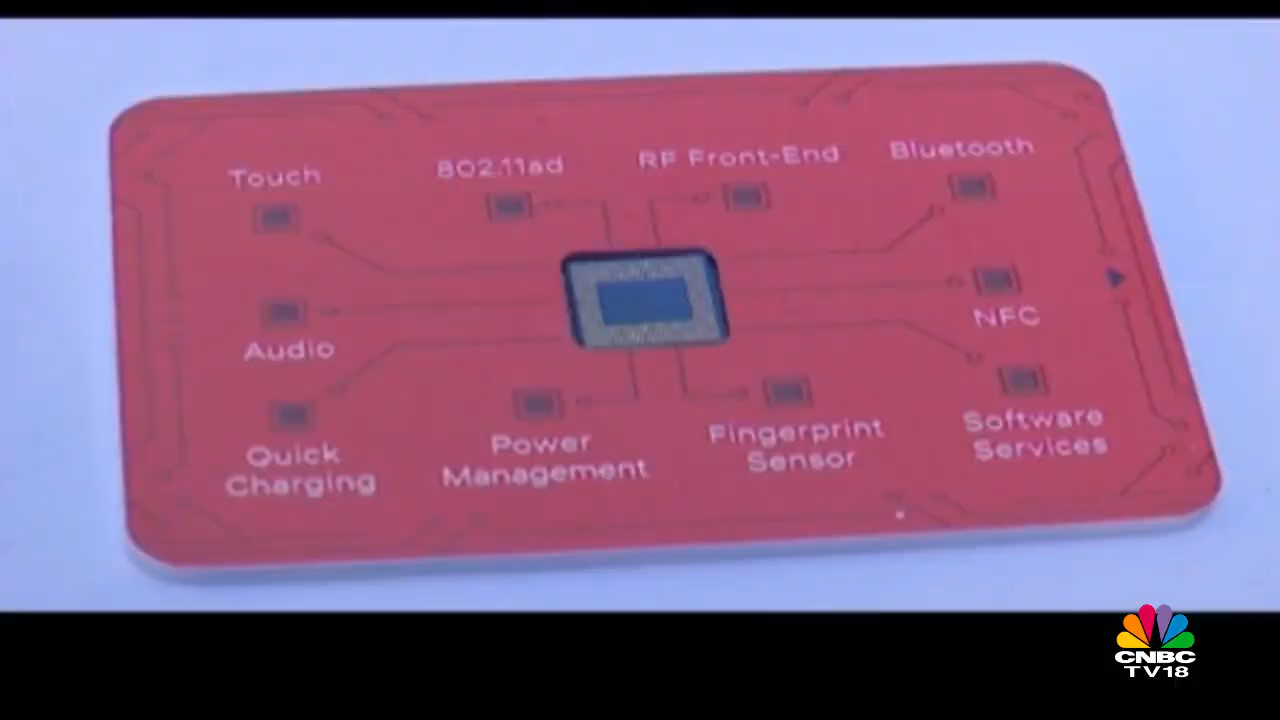 Touch
802.11ad
RF Front-End
Bluetooth
Audio
NFC
Quick
Charging
Power
Management
Fingerprint
Sensor
Software
Services
CNBC
TV18